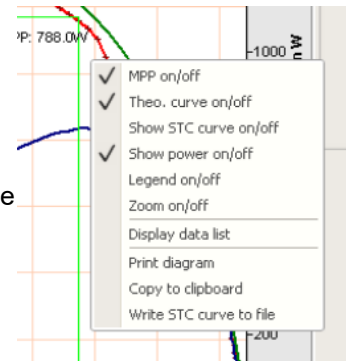 PP: 788.0W
-1000
W
MPP on/off
Theo. curve on/off
Show STC curve on/off
Show power on/off
Legend on/off
Zoom on/off
e
Display data list
Print diagram
Copy to clipboard
Write STC curve to file
-200